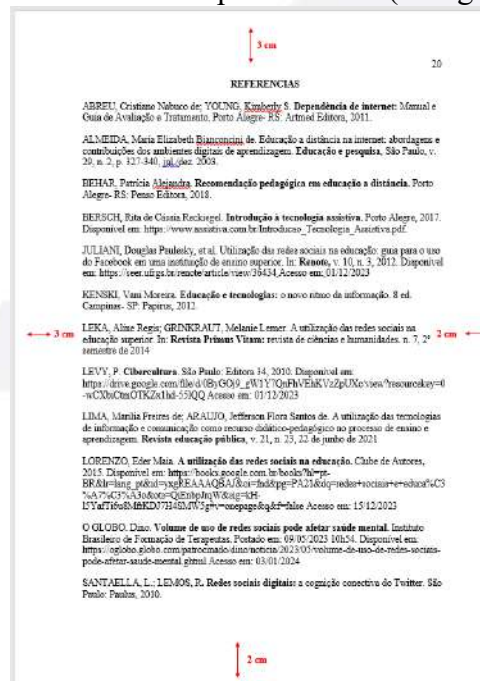 3 cm
20
REFERENCIAS
ABREU, Cristiano Nabuco de; YOUNG, Kimberly S. Dependência de internet: Manual e
Guia de Avaliação e Tratamento. Porto Alegre- RS: Artmed Editora, 2011.
ALMEIDA, Maria Elizabeth Bianconcini de. Educação a distância na internet: abordagens e
contribuições dos ambientes digitais de aprendizagem. Educação e pesquisa, São Paulo, v.
29, n. 2, p. 327-340, jul./dez. 2003.
BEHAR. Patrícia Alejandra. Recomendação pedagógica em educação a distância. Porto
Alegre- RS: Penso Editora, 2018.
BERSCH, Rita de Cássia Reckiegel. Introdução à tecnologia assistiva. Porto Alegre, 2017.
Disponível em: https://www.assistiva.com.br/Introducao_Tecnologia_Assistiva.pdf.
JULIANI, Douglas Paulesky, et al. Utilização das redes sociais na educação: guia para o uso
do Facebook em uma instituição de ensino superior. In: Renote, v. 10, n. 3, 2012. Disponível
em: https://seer.ufrgs.br/renote/article/view/36434 Acesso em: 01/12/2023
KENSKI, Vani Moreira. Educação e tecnologias: o novo ritmo da informação. 8 ed.
Campinas- SP: Papirus, 2012.
3 cm
LEKA, Aline Regis; GRINKRAUT, Melanie Lerner. A utilização das redes sociais na
educação superior. In: Revista Primus Vitam: revista de ciências e humanidades. n. 7, 2º
semestre de 2014
2 cm
LEVY, P. Cibercultura. São Paulo: Editora 34, 2010. Disponível em:
LIMA, Marilia Freires de; ARAUJO, Jefferson Flora Santos de. A utilização das tecnologias
de informação e comunicação como recurso didático-pedagógico no processo de ensino e
aprendizagem. Revista educação pública, v. 21, n. 23, 22 de junho de 2021
LORENZO, Eder Maia. A utilização das redes sociais na educação. Clube de Autores,
2015. Disponível em: https://books.google.com.br/books?hl=pt-
Acesso em: 15/12/2023
O GLOBO. Dino. Volume de uso de redes sociais pode afetar saúde mental. Instituto
Brasileiro de Formação de Terapeutas. Postado em: 09/05/2023 10h54. Disponível em:
https://oglobo.globo.com/patrocinado/dino/noticia/2023/05/volume-de-uso-de-redes-sociais-
pode-afetar-saude-mental.ghtml Acesso em: 03/01/2024
SANTAELLA, L.; LEMOS, R. Redes sociais digitais: a cognição conectiva do Twitter. São
Paulo: Paulus, 2010.
2 cm